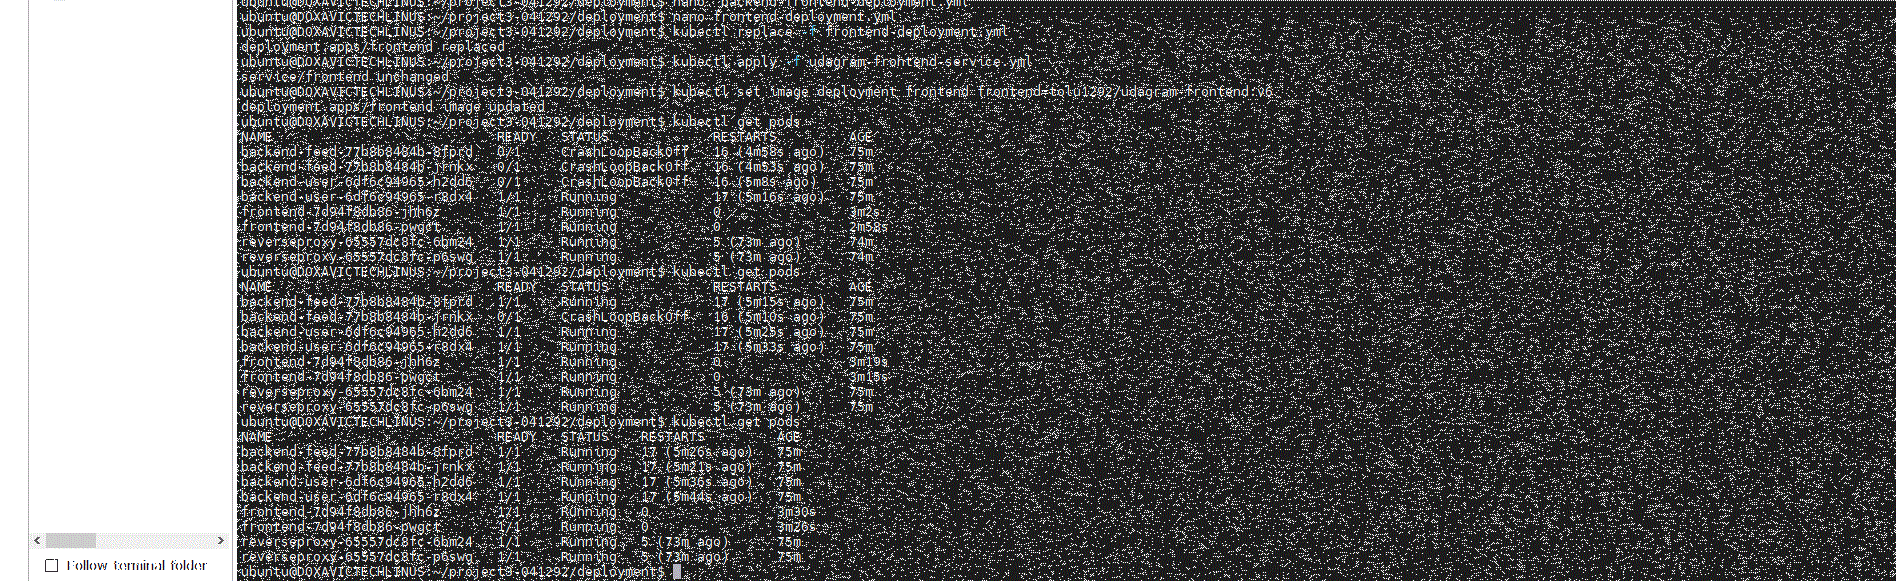 ubuntu@DOXAVICTECHLINUS:~/project3-041292/deployment$ nano backend-frontend-deployment.yml
ubuntu@DOXAVICTECHLINUS:~/project3-041292/deployment$ nano frontend-deployment.yml
ubuntu@DOXAVICTECHLINUS:~/project3-041292/deployment$ kubectl replace -f frontend-deployment.yml
deployment.apps/frontend replaced
ubuntu@DOXAVICTECHLINUS:~/project3-041292/deployment$ kubectl apply -f udagram-frontend-service.yml
service/frontend unchanged
ubuntu@DOXAVICTECHLINUS:~/project3-041292/deployment$ kubectl set image deployment frontend frontend=tolu1292/udagram-frontend:v6
deployment.apps/frontend image updated
ubuntu@DOXAVICTECHLINUS:~/project3-041292/deployment$ kubectl get pods
NAME READY STATUS RESTARTS AGE
backend-feed-77b8b8484b-8fprd 0/1 CrashLoopBackOff 16 (4m58s ago) 75m
backend-feed-77b8b8484b-jrnkx 0/1 CrashLoopBackOff 16 (4m53s ago) 75m
backend-user-6df6c94965-h2dd6 0/1 CrashLoopBackOff 16 (5m8s ago) 75m
backend-user-6df6c94965-r8dx4 1/1 Running 17 (5m16s ago) 75m
frontend-7d94f8db86-jhh6z 1/1 Running 0 3m2s
frontend-7d94f8db86-pwgct 1/1 Running 0 2m58s
reverseproxy-65557dc8fc-6bm24 1/1 Running 5 (73m ago) 74m
reverseproxy-65557dc8fc-p6swg 1/1 Running 5 (73m ago) 74m
ubuntu@DOXAVICTECHLINUS:~/project3-041292/deployment$ kubectl get pods
NAME READY STATUS RESTARTS AGE
backend-feed-77b8b8484b-8fprd 1/1 Running 17 (5m15s ago) 75m
backend-feed-77b8b8484b-jrnkx 0/1 CrashLoopBackOff 16 (5m10s ago) 75m
backend-user-6df6c94965-h2dd6 1/1 Running 17 (5m25s ago) 75m
backend-user-6df6c94965-r8dx4 1/1 Running 17 (5m33s ago) 75m
frontend-7d94f8db86-jhh6z 1/1 Running 0 3m19s
frontend-7d94f8db86-pwgct 1/1 Running 0 3m15s
reverseproxy-65557dc8fc-6bm24 1/1 Running 5 (73m ago) 75m
reverseproxy-65557dc8fc-p6swg 1/1 Running 5 (73m ago) 75m
ubuntu@DOXAVICTECHLINUS:~/project3-041292/deployment$ kubectl get pods
NAME READY STATUS RESTARTS AGE
backend-feed-77b8b8484b-8fprd 1/1 Running 17 (5m26s ago) 75m
backend-feed-77b8b8484b-jrnkx 1/1 Running 17 (5m21s ago) 75m
backend-user-6df6c94965-h2dd6 1/1 Running 17 (5m36s ago) 75m
backend-user-6df6c94965-r8dx4 1/1 Running 17 (5m44s ago) 75m
frontend-7d94f8db86-jhh6z 1/1 Running 0 3m30s
frontend-7d94f8db86-pwgct 1/1 Running 0 3m26s
reverseproxy-65557dc8fc-6bm24 1/1 Running 5 (73m ago) 75m
reverseproxy-65557dc8fc-p6swg 1/1 Running 5 (73m ago) 75m
ubuntu@DOXAVICTECHLINUS:~/project3-041292/deployment$
Follow terminal folder